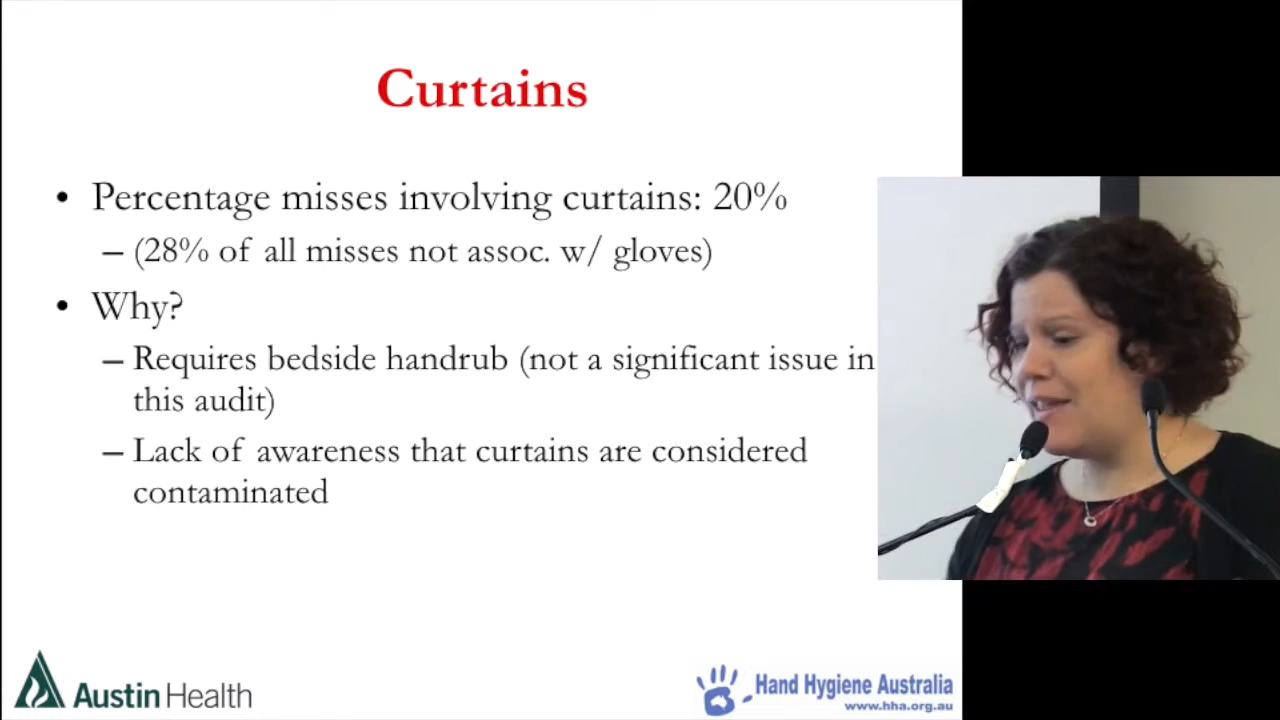 Curtains
• Percentage misses involving curtains: 20%
– (28% of all misses not assoc. w/ gloves)
• Why?
– Requires bedside handrub (not a significant issue in
this audit)
– Lack of awareness that curtains are considered
contaminated
Austin Health
Hand Hygiene Australia
www.hha.org.au